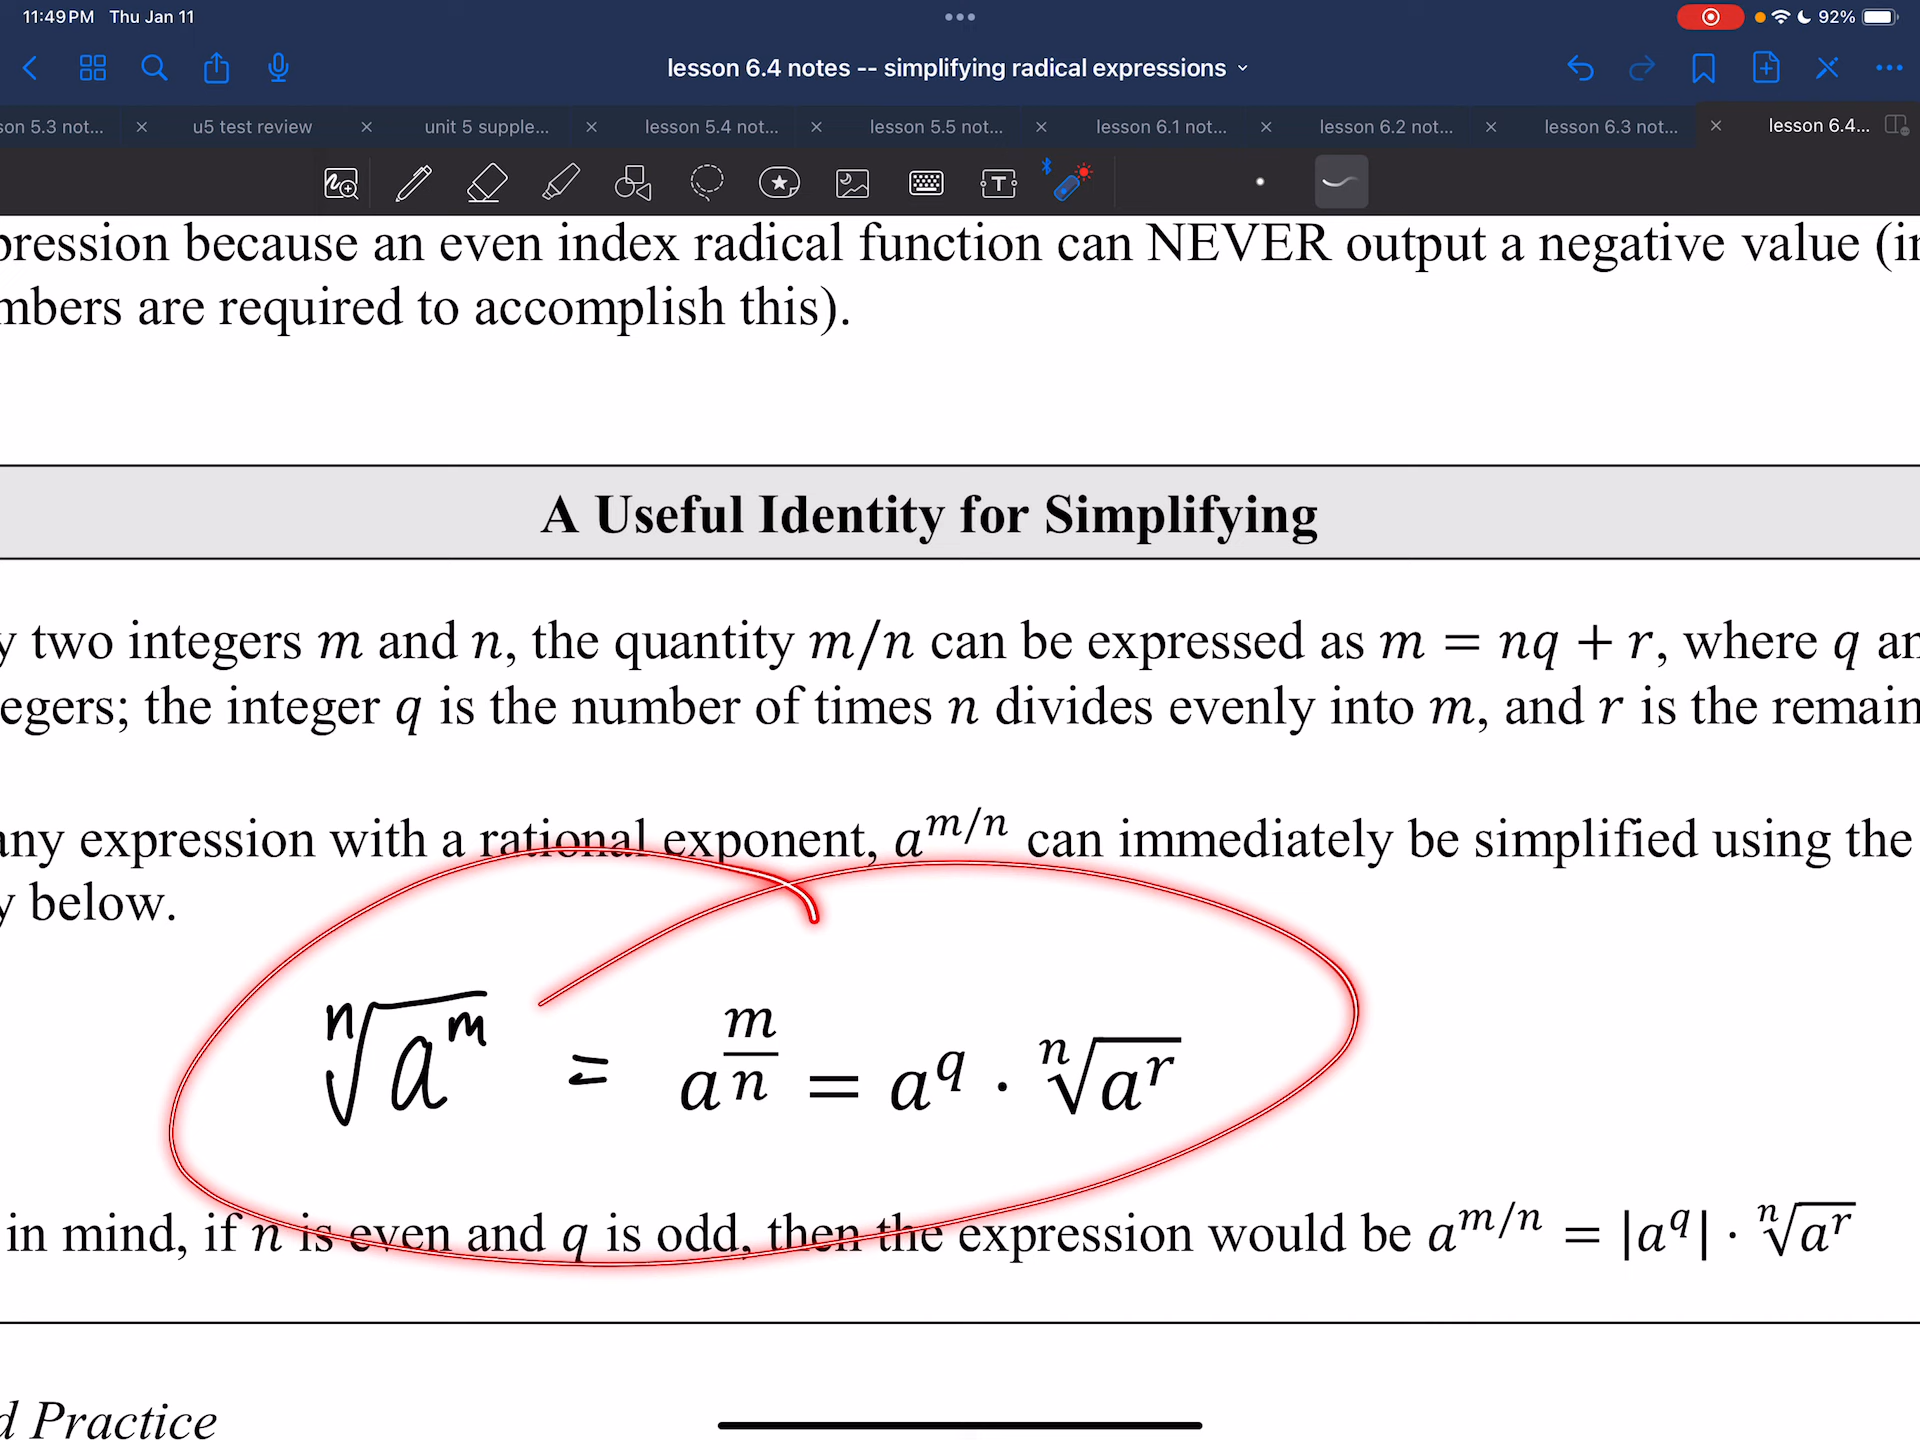 11:49 PM Thu Jan 11
92%
lesson 6.4 notes -- simplifying radical expressions
son 5.3 not... u5 test review unit 5 supple... lesson 5.4 not... lesson 5.5 not... lesson 6.1 not... lesson 6.2 not... lesson 6.3 not... lesson 6.4...
pression because an even index radical function can NEVER output a negative value (in
mbers are required to accomplish this).
A Useful Identity for Simplifying
y two integers m and n, the quantity m/n can be expressed as m = nq + r, where q an
egers; the integer q is the number of times n divides evenly into m, and r is the remain
any expression with a rational exponent, a^{m/n} can immediately be simplified using the
y below.
ⁿ√(a^m) = a^{m/n} = a^q · ⁿ√(a^r)
in mind, if n is even and q is odd, then the expression would be a^{m/n} = |a^q| · ⁿ√(a^r)
d Practice